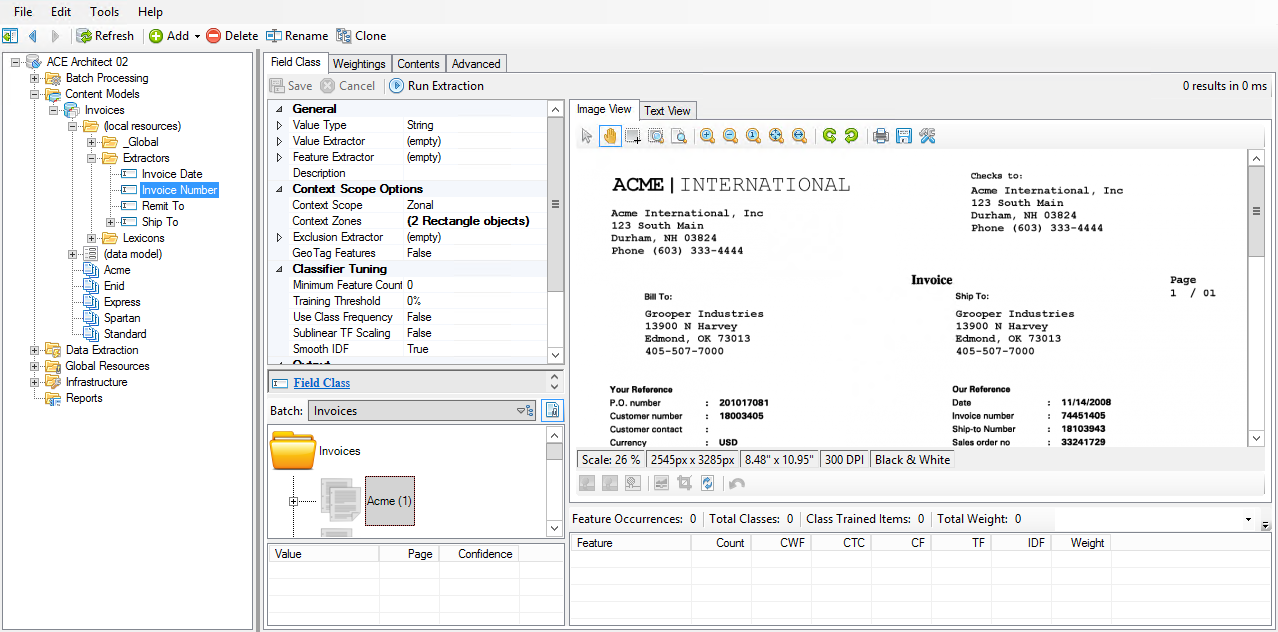 File Edit Tools Help
Refresh Add Delete Rename Clone
ACE Architect 02
Batch Processing
Content Models
Invoices
(local resources)
_Global
Extractors
Invoice Date
Invoice Number
Remit To
Ship To
Lexicons
(data model)
Acme
Enid
Express
Spartan
Standard
Data Extraction
Global Resources
Infrastructure
Reports
Field Class Weightings Contents Advanced
Save Cancel Run Extraction 0 results in 0 ms
General
Value Type String
Value Extractor (empty)
Feature Extractor (empty)
Description
Context Scope Options
Context Scope Zonal
Context Zones (2 Rectangle objects)
Exclusion Extractor (empty)
GeoTag Features False
Classifier Tuning
Minimum Feature Count 0
Training Threshold 0%
Use Class Frequency False
Sublinear TF Scaling False
Smooth IDF True
Output
Field Class
Batch: Invoices
Invoices
Acme (1)
Value Page Confidence
Image View Text View
ACME|INTERNATIONAL
Acme International, Inc
123 South Main
Durham, NH 03824
Phone (603) 333-4444
Checks to:
Acme International, Inc
123 South Main
Durham, NH 03824
Phone (603) 333-4444
Invoice
Page
1 / 01
Bill To:
Grooper Industries
13900 N Harvey
Edmond, OK 73013
405-507-7000
Ship To:
Grooper Industries
13900 N Harvey
Edmond, OK 73013
405-507-7000
Your Reference
P.O. number : 201017081
Customer number : 18003405
Customer contact :
Currency : USD
Our Reference
Date : 11/14/2008
Invoice number : 74451405
Ship-to Number : 18103943
Sales order no : 33241729
Scale: 26 % 2545px x 3285px 8.48" x 10.95" 300 DPI Black & White
Feature Occurrences: 0 Total Classes: 0 Class Trained Items: 0 Total Weight: 0
Feature Count CWF CTC CF TF IDF Weight